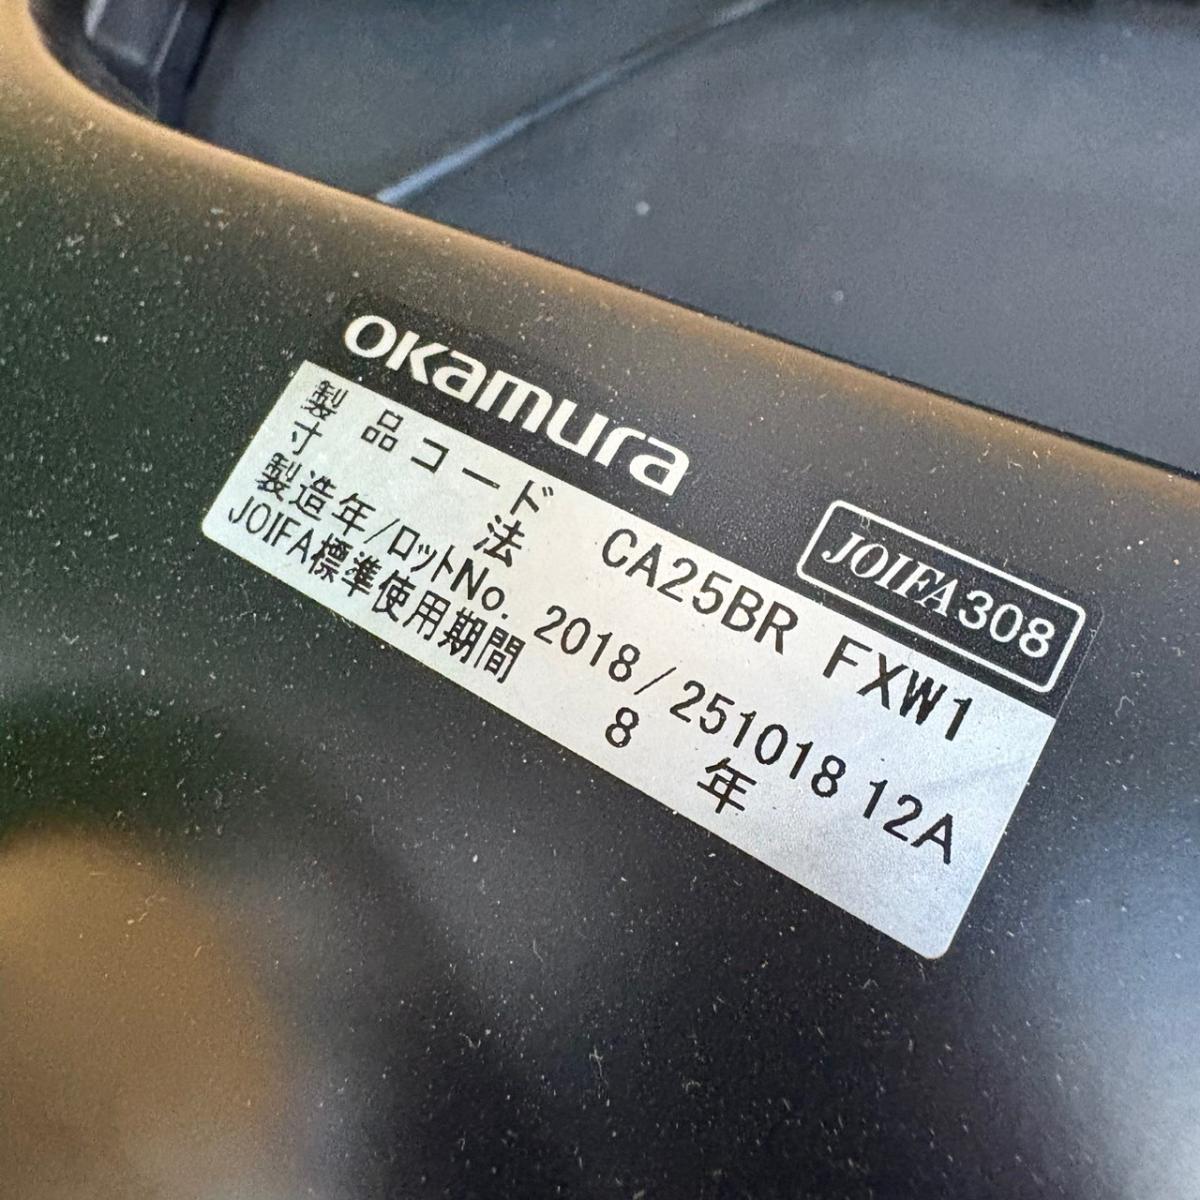 okamura
JOIFA308
製品コード CA25BR FXW1
寸法
製造年/ロットNo. 2018/251018 12A
JOIFA標準使用期間 8年